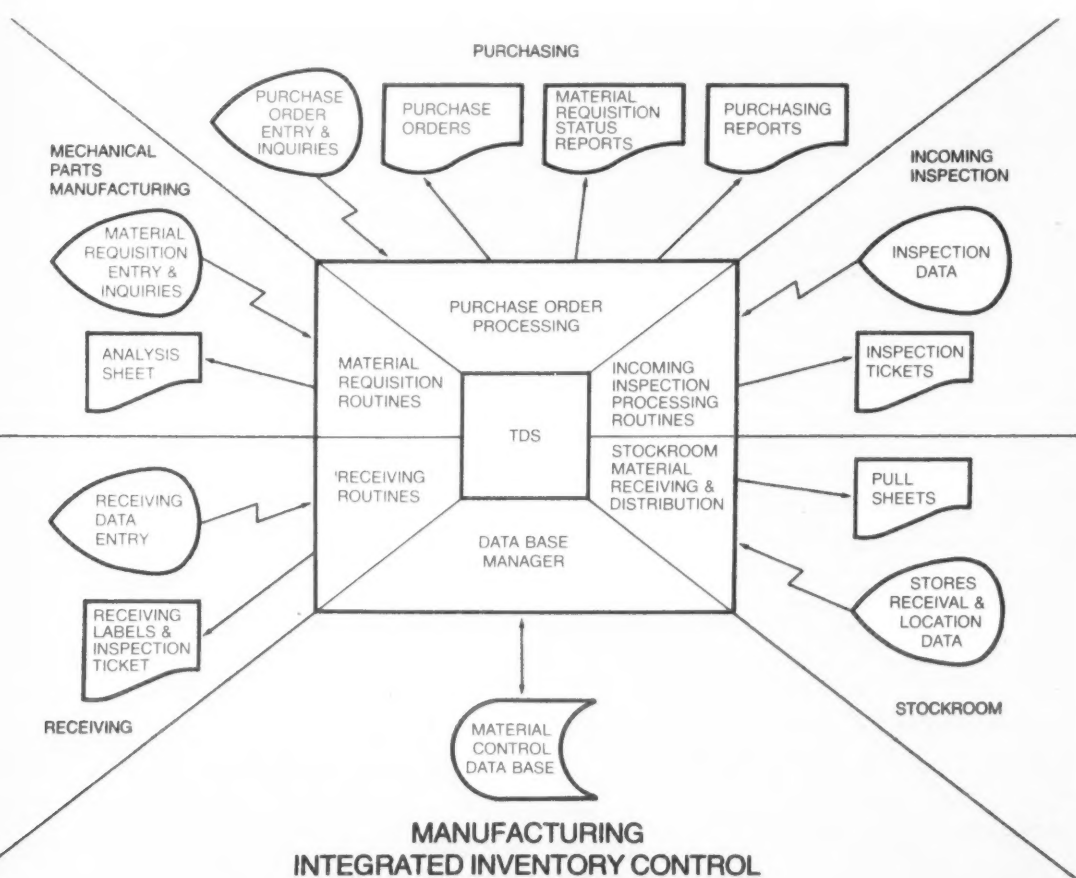 PURCHASING
PURCHASE
ORDER
ENTRY &
INQUIRIES
PURCHASE
ORDERS
MATERIAL
REQUISITION
STATUS
REPORTS
PURCHASING
REPORTS
MECHANICAL
PARTS
MANUFACTURING
INCOMING
INSPECTION
MATERIAL
REQUISITION
ENTRY &
INQUIRIES
INSPECTION
DATA
ANALYSIS
SHEET
INSPECTION
TICKETS
PURCHASE ORDER
PROCESSING
MATERIAL
REQUISITION
ROUTINES
INCOMING
INSPECTION
PROCESSING
ROUTINES
TDS
'RECEIVING
ROUTINES
STOCKROOM
MATERIAL
RECEIVING &
DISTRIBUTION
DATA BASE
MANAGER
RECEIVING
DATA
ENTRY
PULL
SHEETS
RECEIVING
LABELS &
INSPECTION
TICKET
STORES
RECEIVAL &
LOCATION
DATA
RECEIVING
STOCKROOM
MATERIAL
CONTROL
DATA BASE
MANUFACTURING
INTEGRATED INVENTORY CONTROL